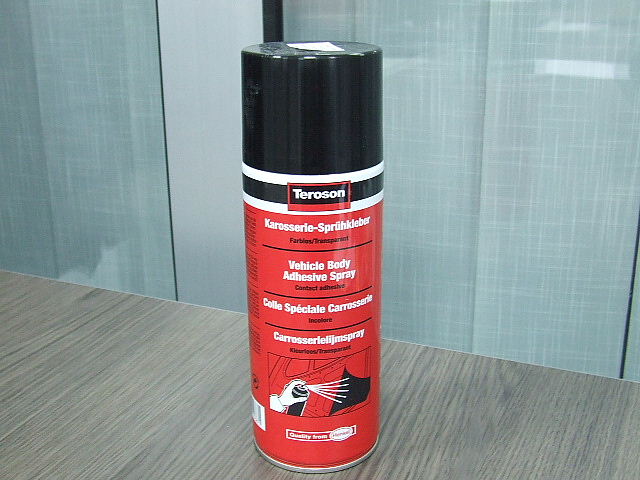 Teroson
Karosserie-Sprühkleber
Farblos/Transparent
Vehicle Body
Adhesive Spray
Contact adhesive
Colle Spéciale Carrosserie
Incolore
Carrosserielijmspray
Kleurloos/Transparant
Quality from